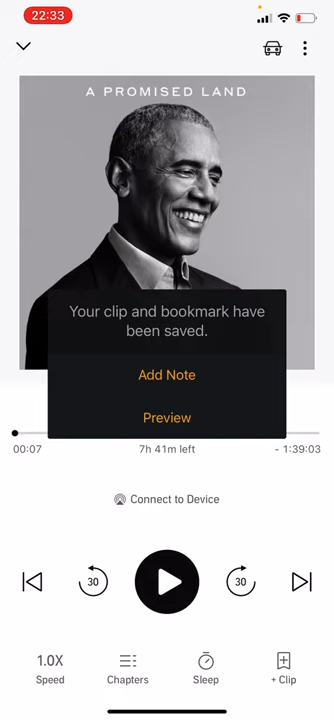 22:33
A PROMISED LAND
Your clip and bookmark have
been saved.
Add Note
Preview
00:07 7h 41m left - 1:39:03
Connect to Device
30 30
1.0X
Speed Chapters Sleep + Clip